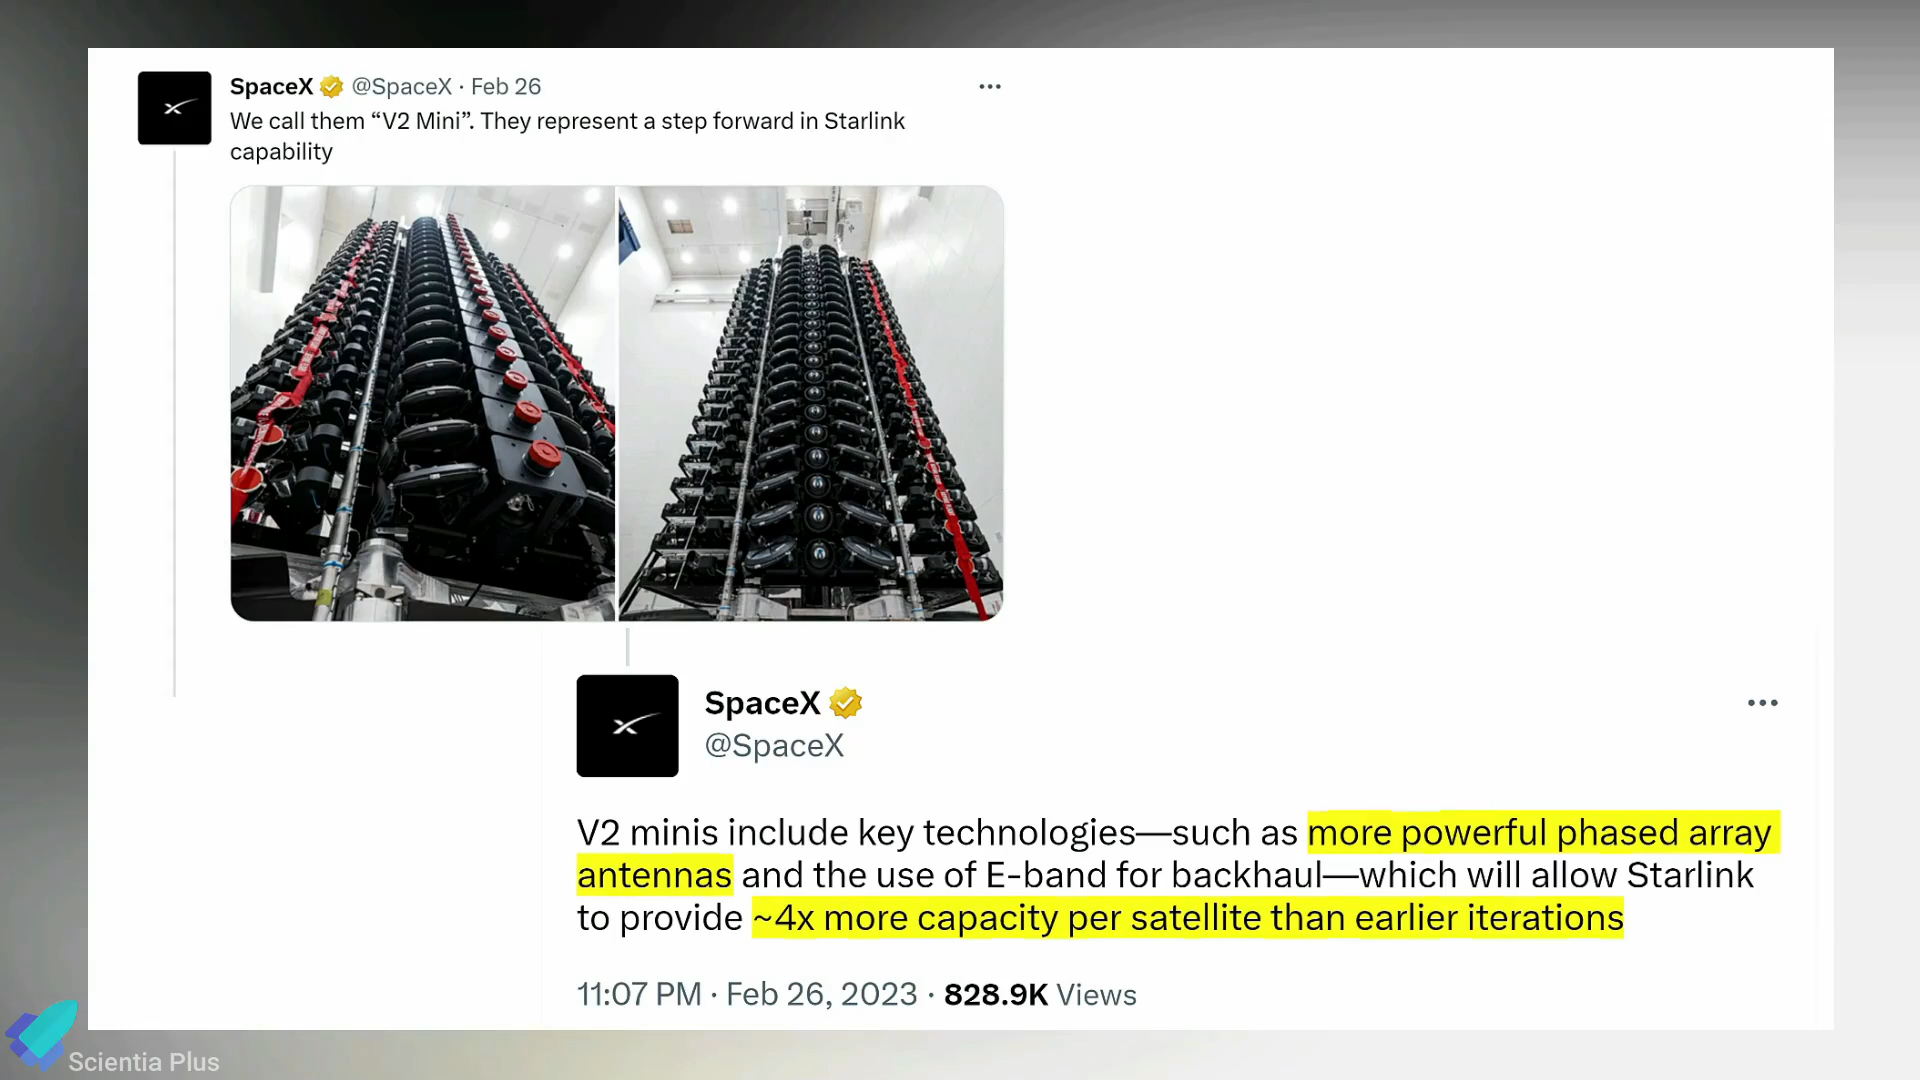 SpaceX @SpaceX · Feb 26
We call them “V2 Mini”. They represent a step forward in Starlink
capability
SpaceX
@SpaceX
V2 minis include key technologies—such as more powerful phased array
antennas and the use of E-band for backhaul—which will allow Starlink
to provide ~4x more capacity per satellite than earlier iterations
11:07 PM · Feb 26, 2023 · 828.9K Views
Scientia Plus